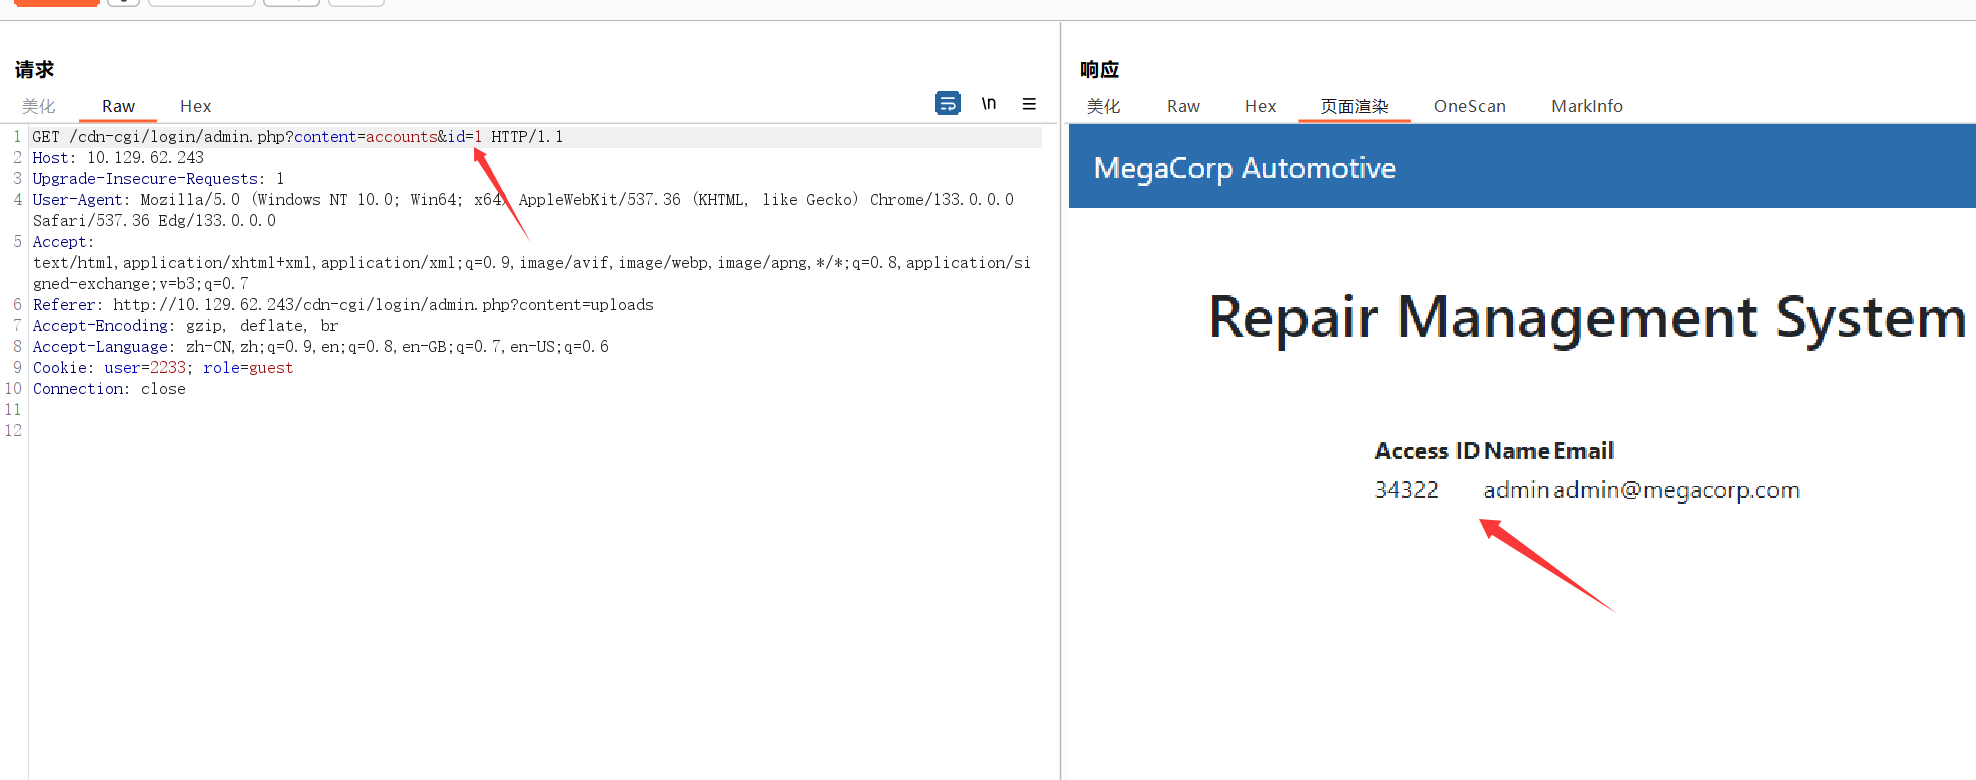 请求
美化 Raw Hex
\n
1 GET /cdn-cgi/login/admin.php?content=accounts&id=1 HTTP/1.1
2 Host: 10.129.62.243
3 Upgrade-Insecure-Requests: 1
4 User-Agent: Mozilla/5.0 (Windows NT 10.0; Win64; x64) AppleWebKit/537.36 (KHTML, like Gecko) Chrome/133.0.0.0
Safari/537.36 Edg/133.0.0.0
5 Accept:
text/html,application/xhtml+xml,application/xml;q=0.9,image/avif,image/webp,image/apng,*/*;q=0.8,application/si
gned-exchange;v=b3;q=0.7
6 Referer: http://10.129.62.243/cdn-cgi/login/admin.php?content=uploads
7 Accept-Encoding: gzip, deflate, br
8 Accept-Language: zh-CN,zh;q=0.9,en;q=0.8,en-GB;q=0.7,en-US;q=0.6
9 Cookie: user=2233; role=guest
10 Connection: close
11
12
响应
美化 Raw Hex 页面渲染 OneScan MarkInfo
MegaCorp Automotive
Repair Management System
Access ID Name Email
34322 admin admin@megacorp.com